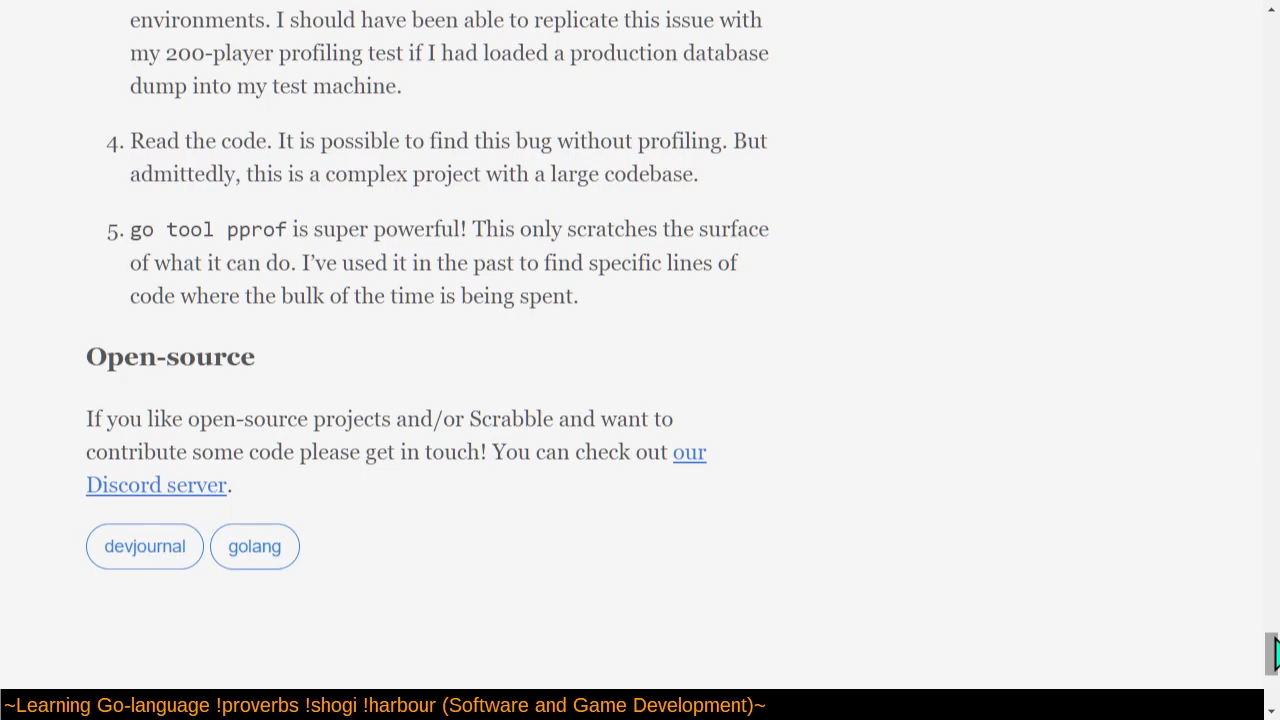 environments. I should have been able to replicate this issue with
my 200-player profiling test if I had loaded a production database
dump into my test machine.
4. Read the code. It is possible to find this bug without profiling. But
admittedly, this is a complex project with a large codebase.
5. go tool pprof is super powerful! This only scratches the surface
of what it can do. I’ve used it in the past to find specific lines of
code where the bulk of the time is being spent.
Open-source
If you like open-source projects and/or Scrabble and want to
contribute some code please get in touch! You can check out our
Discord server.
devjournal golang
~Learning Go-language !proverbs !shogi !harbour (Software and Game Development)~